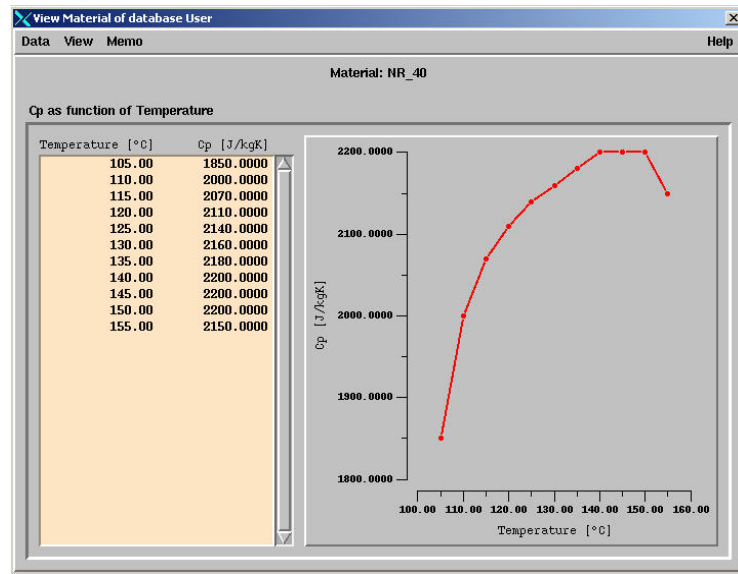 View Material of database User
Data View Memo Help
Material: NR_40
Cp as function of Temperature
Temperature [°C] Cp [J/kgK]
105.00 1850.0000
110.00 2000.0000
115.00 2070.0000
120.00 2110.0000
125.00 2140.0000
130.00 2160.0000
135.00 2180.0000
140.00 2200.0000
145.00 2200.0000
150.00 2200.0000
155.00 2150.0000
2200.0000
2100.0000
2000.0000
1900.0000
1800.0000
Cp [J/kgK]
100.00 110.00 120.00 130.00 140.00 150.00 160.00
Temperature [°C]